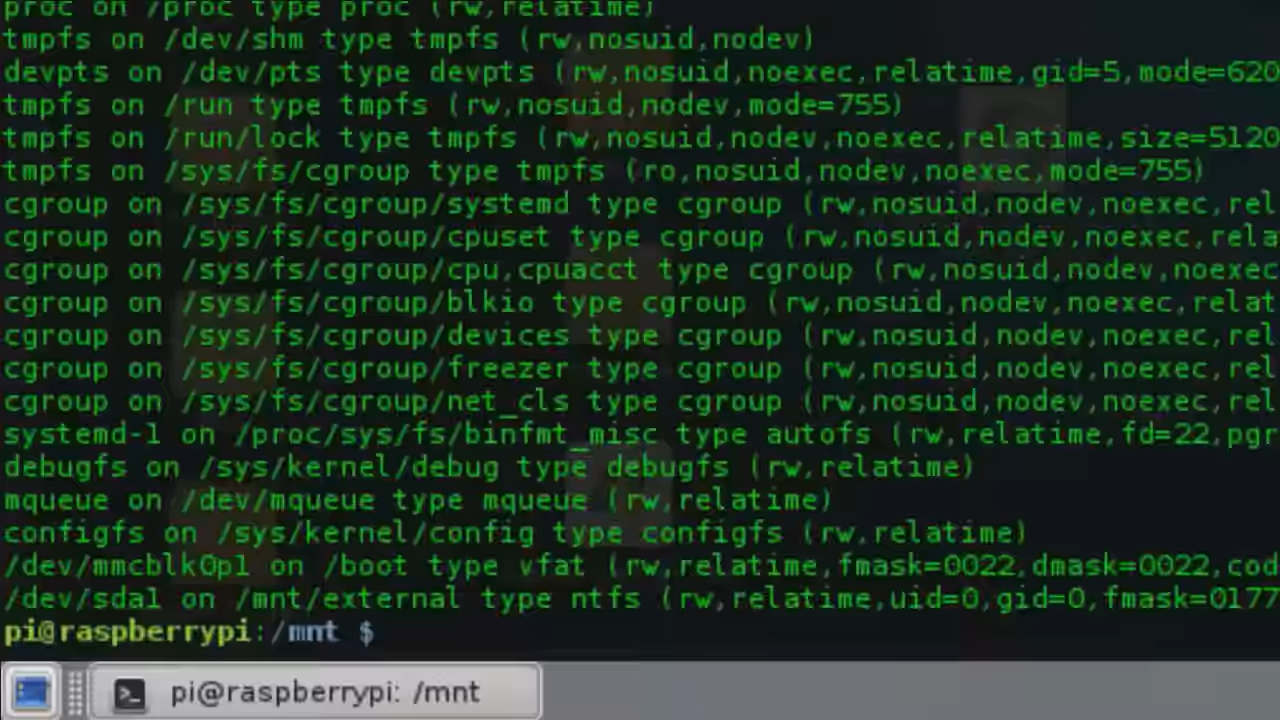 proc on /proc type proc (rw,relatime)
tmpfs on /dev/shm type tmpfs (rw,nosuid,nodev)
devpts on /dev/pts type devpts (rw,nosuid,noexec,relatime,gid=5,mode=620
tmpfs on /run type tmpfs (rw,nosuid,nodev,mode=755)
tmpfs on /run/lock type tmpfs (rw,nosuid,nodev,noexec,relatime,size=5120
tmpfs on /sys/fs/cgroup type tmpfs (ro,nosuid,nodev,noexec,mode=755)
cgroup on /sys/fs/cgroup/systemd type cgroup (rw,nosuid,nodev,noexec,rel
cgroup on /sys/fs/cgroup/cpuset type cgroup (rw,nosuid,nodev,noexec,rela
cgroup on /sys/fs/cgroup/cpu,cpuacct type cgroup (rw,nosuid,nodev,noexec
cgroup on /sys/fs/cgroup/blkio type cgroup (rw,nosuid,nodev,noexec,relat
cgroup on /sys/fs/cgroup/devices type cgroup (rw,nosuid,nodev,noexec,rel
cgroup on /sys/fs/cgroup/freezer type cgroup (rw,nosuid,nodev,noexec,rel
cgroup on /sys/fs/cgroup/net_cls type cgroup (rw,nosuid,nodev,noexec,rel
systemd-1 on /proc/sys/fs/binfmt_misc type autofs (rw,relatime,fd=22,pgr
debugfs on /sys/kernel/debug type debugfs (rw,relatime)
mqueue on /dev/mqueue type mqueue (rw,relatime)
configfs on /sys/kernel/config type configfs (rw,relatime)
/dev/mmcblk0p1 on /boot type vfat (rw,relatime,fmask=0022,dmask=0022,cod
/dev/sda1 on /mnt/external type ntfs (rw,relatime,uid=0,gid=0,fmask=0177
pi@raspberrypi:/mnt $
pi@raspberrypi: /mnt